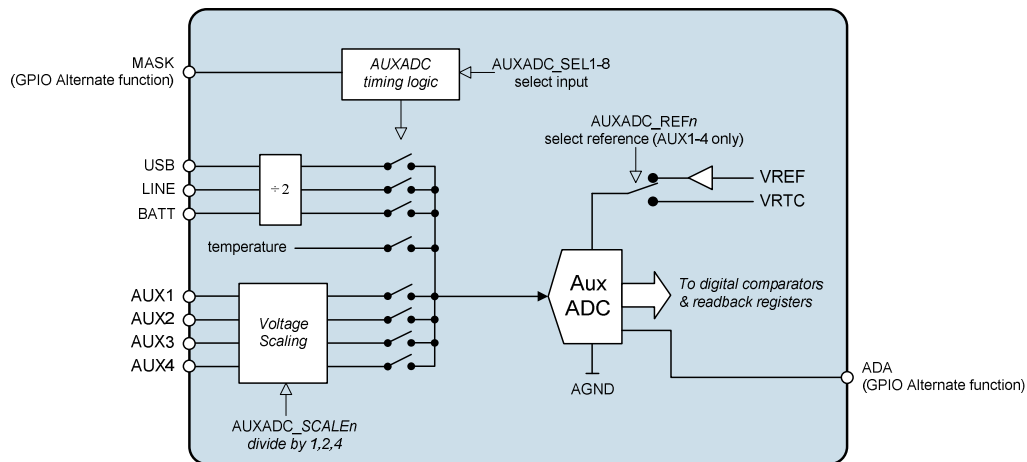 MASK
(GPIO Alternate function)
AUXADC
timing logic
AUXADC_SEL1-8
select input
AUXADC_REFn
select reference (AUX1-4 only)
USB
LINE
BATT
÷2
VREF
VRTC
temperature
Aux
ADC
To digital comparators
& readback registers
AUX1
AUX2
AUX3
AUX4
Voltage
Scaling
AGND
ADA
(GPIO Alternate function)
AUXADC_SCALEn
divide by 1,2,4